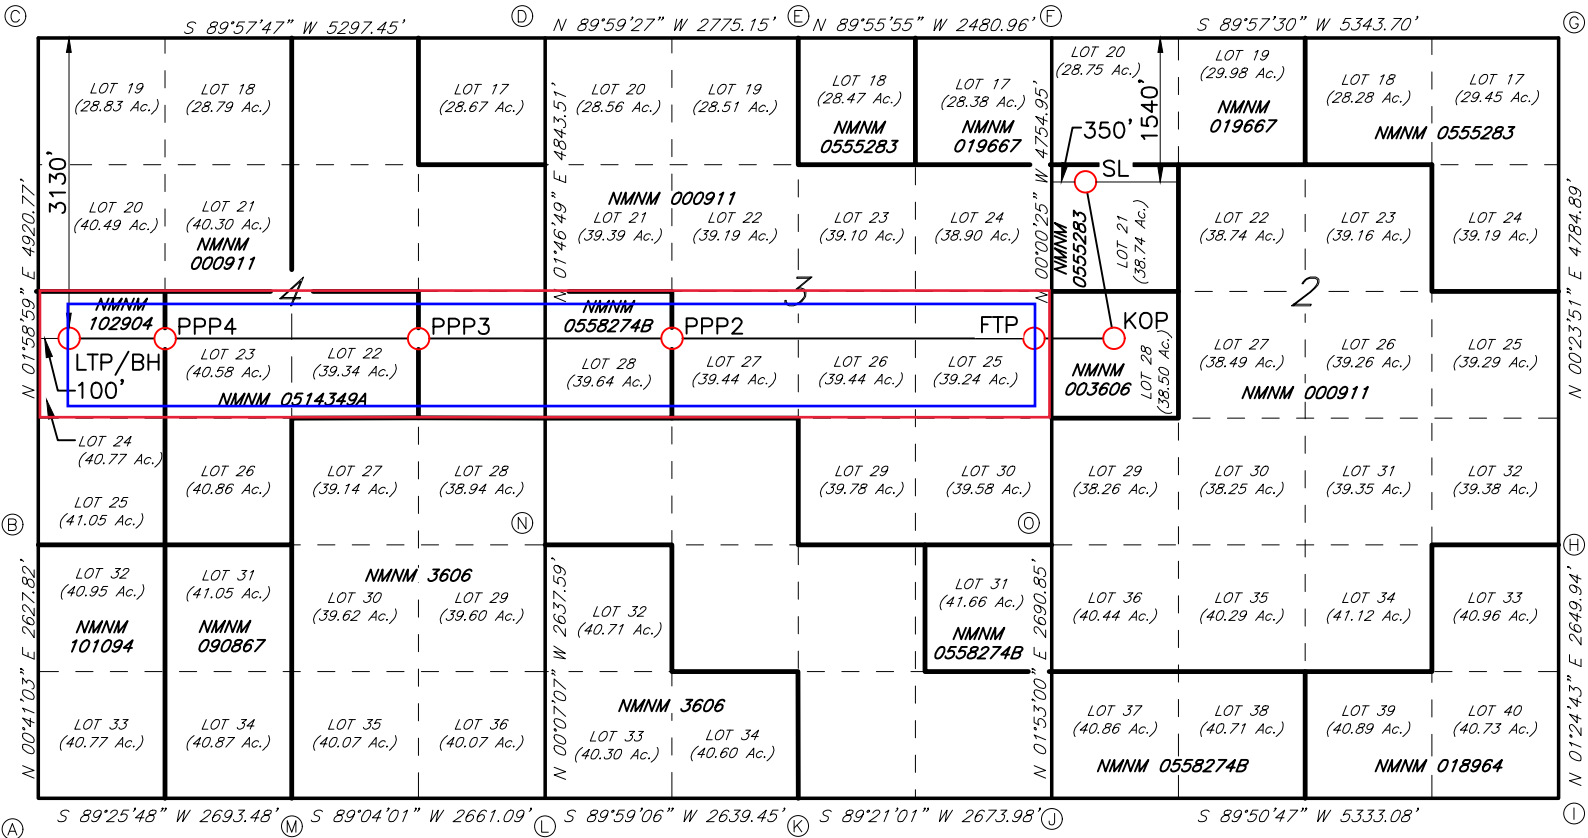 C
S 89°57'47" W 5297.45'
D
N 89°59'27" W 2775.15'
E
N 89°55'55" W 2480.96'
F
S 89°57'30" W 5343.70'
G
LOT 19
(28.83 Ac.)
LOT 18
(28.79 Ac.)
LOT 17
(28.67 Ac.)
LOT 20
(28.56 Ac.)
LOT 19
(28.51 Ac.)
LOT 18
(28.47 Ac.)
NMNM
0555283
LOT 17
(28.38 Ac.)
NMNM
019667
LOT 20
(28.75 Ac.)
LOT 19
(29.98 Ac.)
NMNM
019667
LOT 18
(28.28 Ac.)
LOT 17
(29.45 Ac.)
NMNM 0555283
1540'
350'
SL
3130'
N 01°58'59" E 4920.77'
N 01°46'49" E 4843.51'
N 00°00'25" W 4754.95'
N 00°23'51" E 4784.89'
LOT 20
(40.49 Ac.)
LOT 21
(40.30 Ac.)
NMNM
000911
NMNM 000911
LOT 21
(39.39 Ac.)
LOT 22
(39.19 Ac.)
LOT 23
(39.10 Ac.)
LOT 24
(38.90 Ac.)
NMNM
0555283
LOT 21
(38.74 Ac.)
LOT 22
(38.74 Ac.)
LOT 23
(39.16 Ac.)
LOT 24
(39.19 Ac.)
4
3
2
NMNM
102904
PPP4
PPP3
NMNM
0558274B
PPP2
FTP
KOP
LTP/BH
100'
LOT 23
(40.58 Ac.)
LOT 22
(39.34 Ac.)
NMNM 0514349A
LOT 28
(39.64 Ac.)
LOT 27
(39.44 Ac.)
LOT 26
(39.44 Ac.)
LOT 25
(39.24 Ac.)
NMNM
003606
LOT 28
(38.50 Ac.)
LOT 27
(38.49 Ac.)
LOT 26
(39.26 Ac.)
LOT 25
(39.29 Ac.)
NMNM 000911
LOT 24
(40.77 Ac.)
LOT 25
(41.05 Ac.)
LOT 26
(40.86 Ac.)
LOT 27
(39.14 Ac.)
LOT 28
(38.94 Ac.)
LOT 29
(39.78 Ac.)
LOT 30
(39.58 Ac.)
LOT 29
(38.26 Ac.)
LOT 30
(38.25 Ac.)
LOT 31
(39.35 Ac.)
LOT 32
(39.38 Ac.)
B
N
O
H
N 00°41'03" E 2627.82'
N 00°07'07" W 2637.59'
N 01°53'00" E 2690.85'
N 01°24'43" E 2649.94'
LOT 32
(40.95 Ac.)
NMNM
101094
LOT 31
(41.05 Ac.)
NMNM
090867
NMNM 3606
LOT 30
(39.62 Ac.)
LOT 29
(39.60 Ac.)
LOT 32
(40.71 Ac.)
LOT 31
(41.66 Ac.)
NMNM
0558274B
LOT 36
(40.44 Ac.)
LOT 35
(40.29 Ac.)
LOT 34
(41.12 Ac.)
LOT 33
(40.96 Ac.)
LOT 33
(40.77 Ac.)
LOT 34
(40.87 Ac.)
LOT 35
(40.07 Ac.)
LOT 36
(40.07 Ac.)
NMNM 3606
LOT 33
(40.30 Ac.)
LOT 34
(40.60 Ac.)
LOT 37
(40.86 Ac.)
LOT 38
(40.71 Ac.)
NMNM 0558274B
LOT 39
(40.89 Ac.)
LOT 40
(40.73 Ac.)
NMNM 018964
A
S 89°25'48" W 2693.48'
M
S 89°04'01" W 2661.09'
L
S 89°59'06" W 2639.45'
K
S 89°21'01" W 2673.98'
J
S 89°50'47" W 5333.08'
I